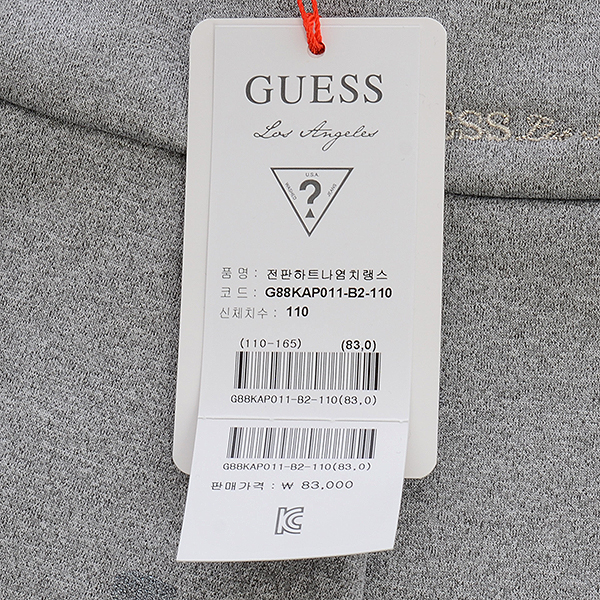 GUESS
Los Angeles
U.S.A
?
품 명 : 전판하트나염치랭스
코 드 : G88KAP011-B2-110
신체치수 : 110
(110-165) (83,0)
G88KAP011-B2-110(83,0)
G88KAP011-B2-110(83,0)
판매가격 : ₩ 83,000
KC
ESS